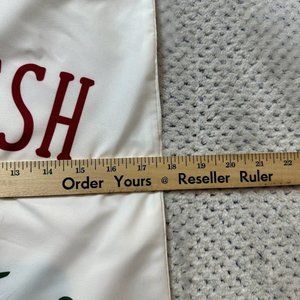 SH
13 14 15 16 17 18 19 20 21 22
Order Yours @ Reseller Ruler